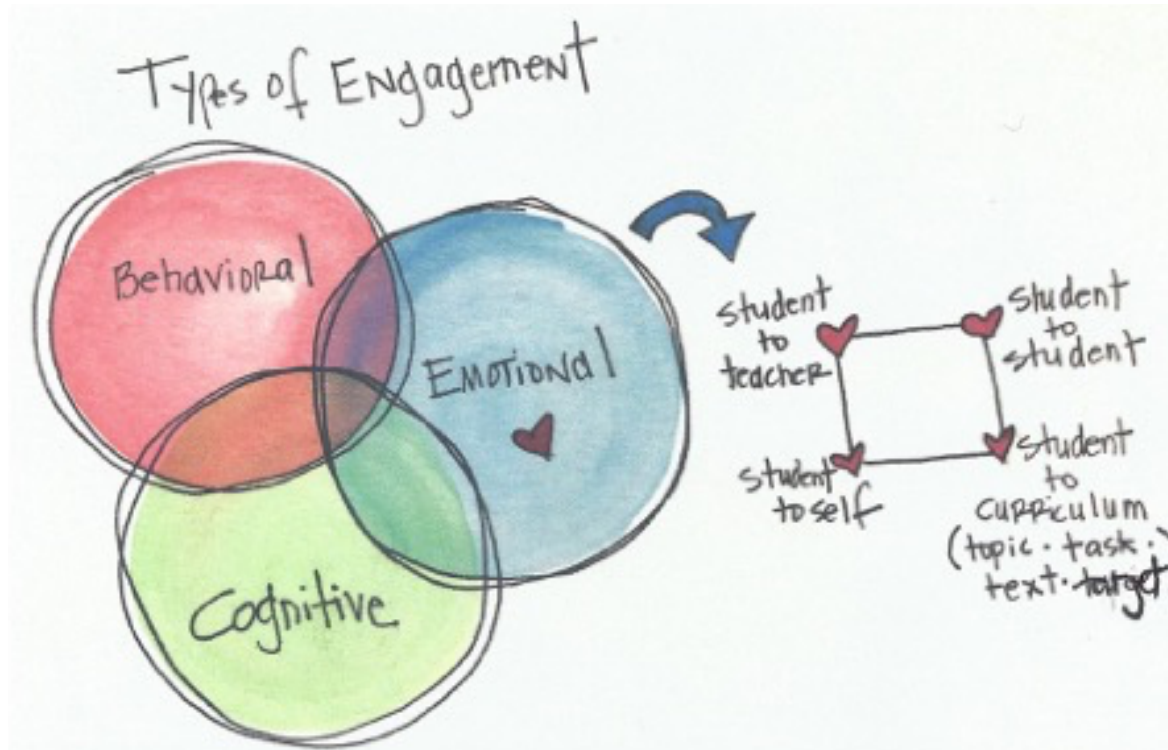 Types of Engagement
Behavioral
Emotional
Cognitive
student
to
teacher
student
to
student
student
to self
student
to
curriculum
(topic · task ·)
text · target